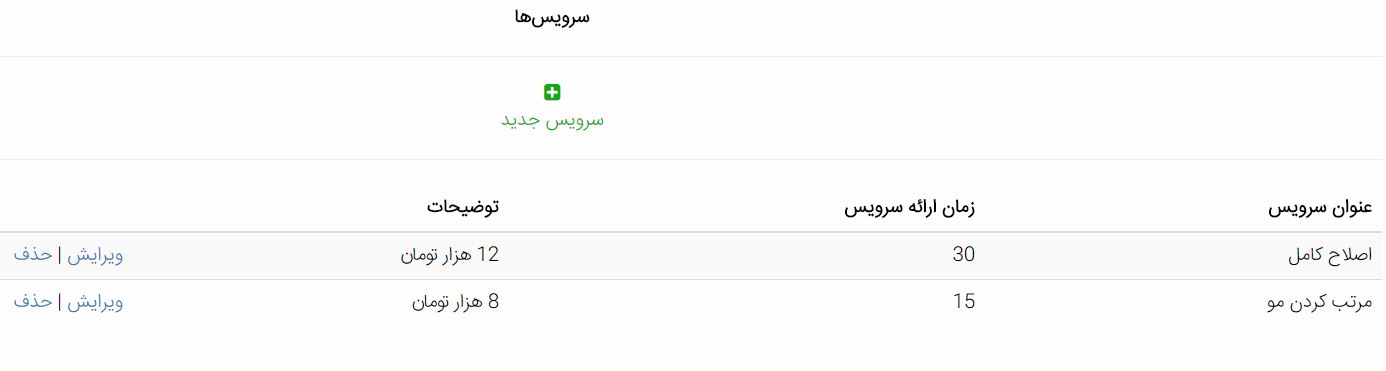 سرویس‌ها
سرویس جدید
عنوان سرویس زمان ارائه سرویس توضیحات
اصلاح کامل 30 12 هزار تومان ویرایش | حذف
مرتب کردن مو 15 8 هزار تومان ویرایش | حذف